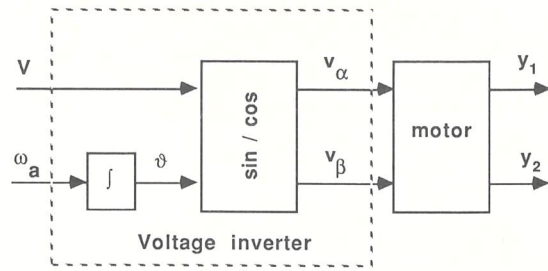 V
v_α
y_1
sin / cos
motor
ω_a
∫
ϑ
v_β
y_2
Voltage inverter